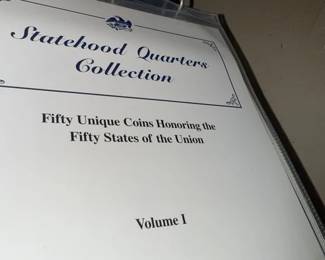 Statehood Quarters
Collection
Fifty Unique Coins Honoring the
Fifty States of the Union
Volume I